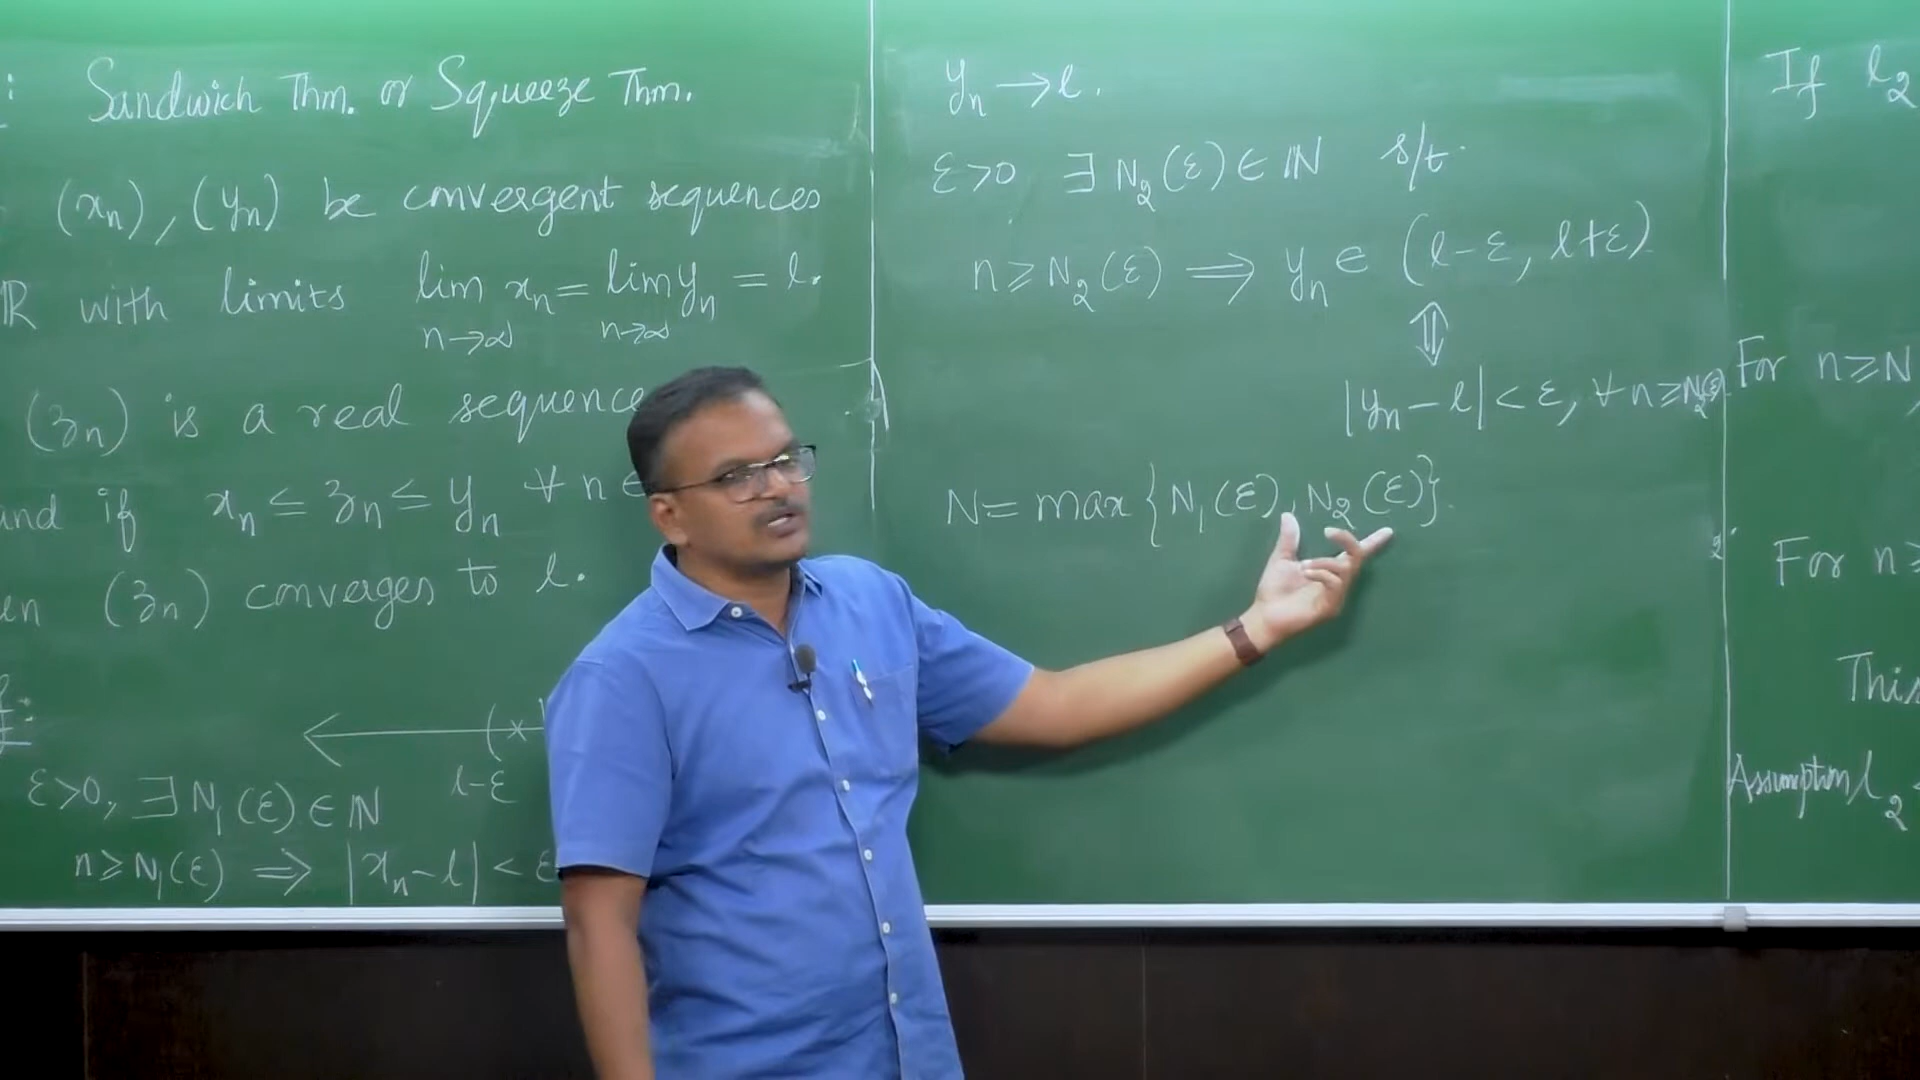 : Sandwich Thm. or Squeeze Thm.
(xₙ), (yₙ) be convergent sequences
ℝ with limits lim xₙ = lim yₙ = l.
n→∞ n→∞
(zₙ) is a real sequence
and if xₙ ≤ zₙ ≤ yₙ ∀ n ∈
en (zₙ) converges to l.
f:
( *
l-ε
ε>0, ∃ N₁(ε) ∈ ℕ
n ≥ N₁(ε) ⟹ |xₙ - l| < ε
yₙ → l.
ε>0 ∃ N₂(ε) ∈ ℕ s/t.
n ≥ N₂(ε) ⟹ yₙ ∈ (l-ε, l+ε)
⇕
|yₙ - l| < ε, ∀ n ≥ N₂(ε)
N = max {N₁(ε), N₂(ε)}.
If l₂
For n ≥ N
2
For n ≥
This
Assumption l₂